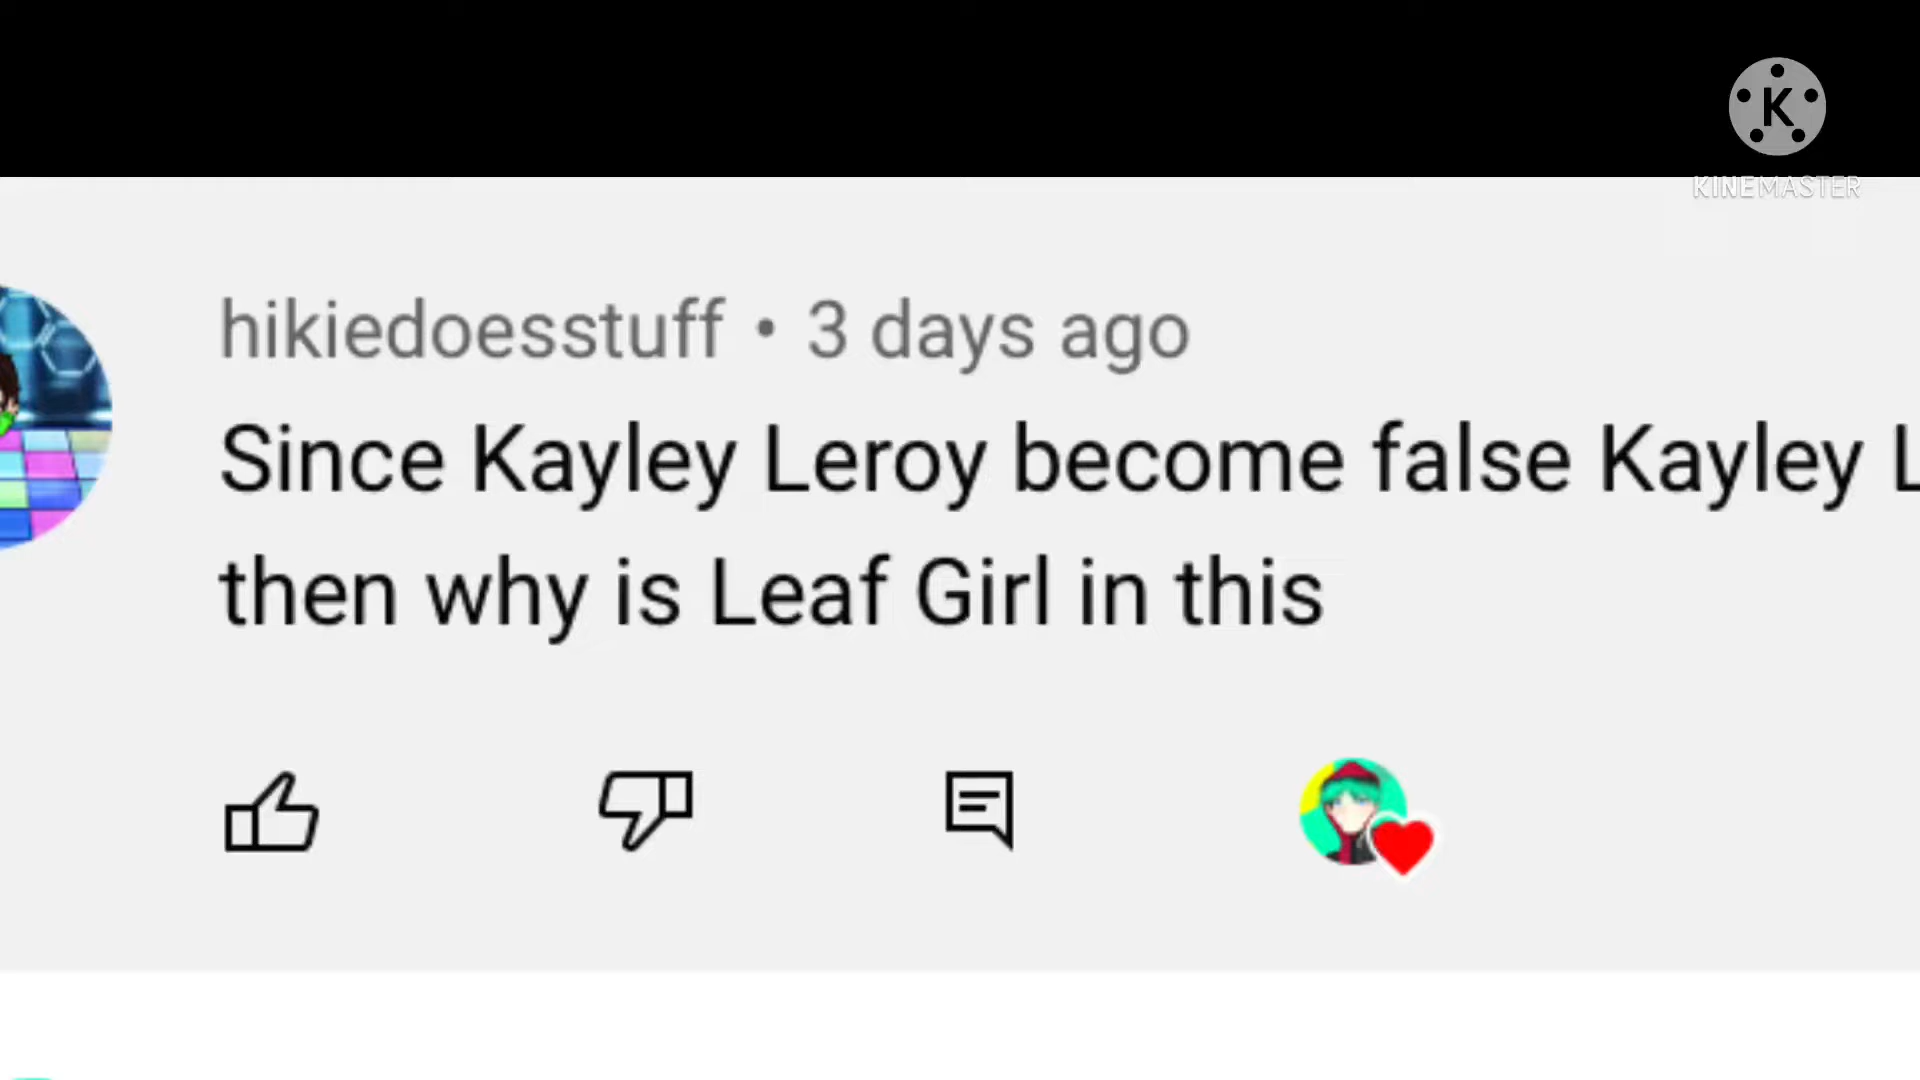 K
KINEMASTER
hikiedoesstuff • 3 days ago
Since Kayley Leroy become false Kayley L
then why is Leaf Girl in this